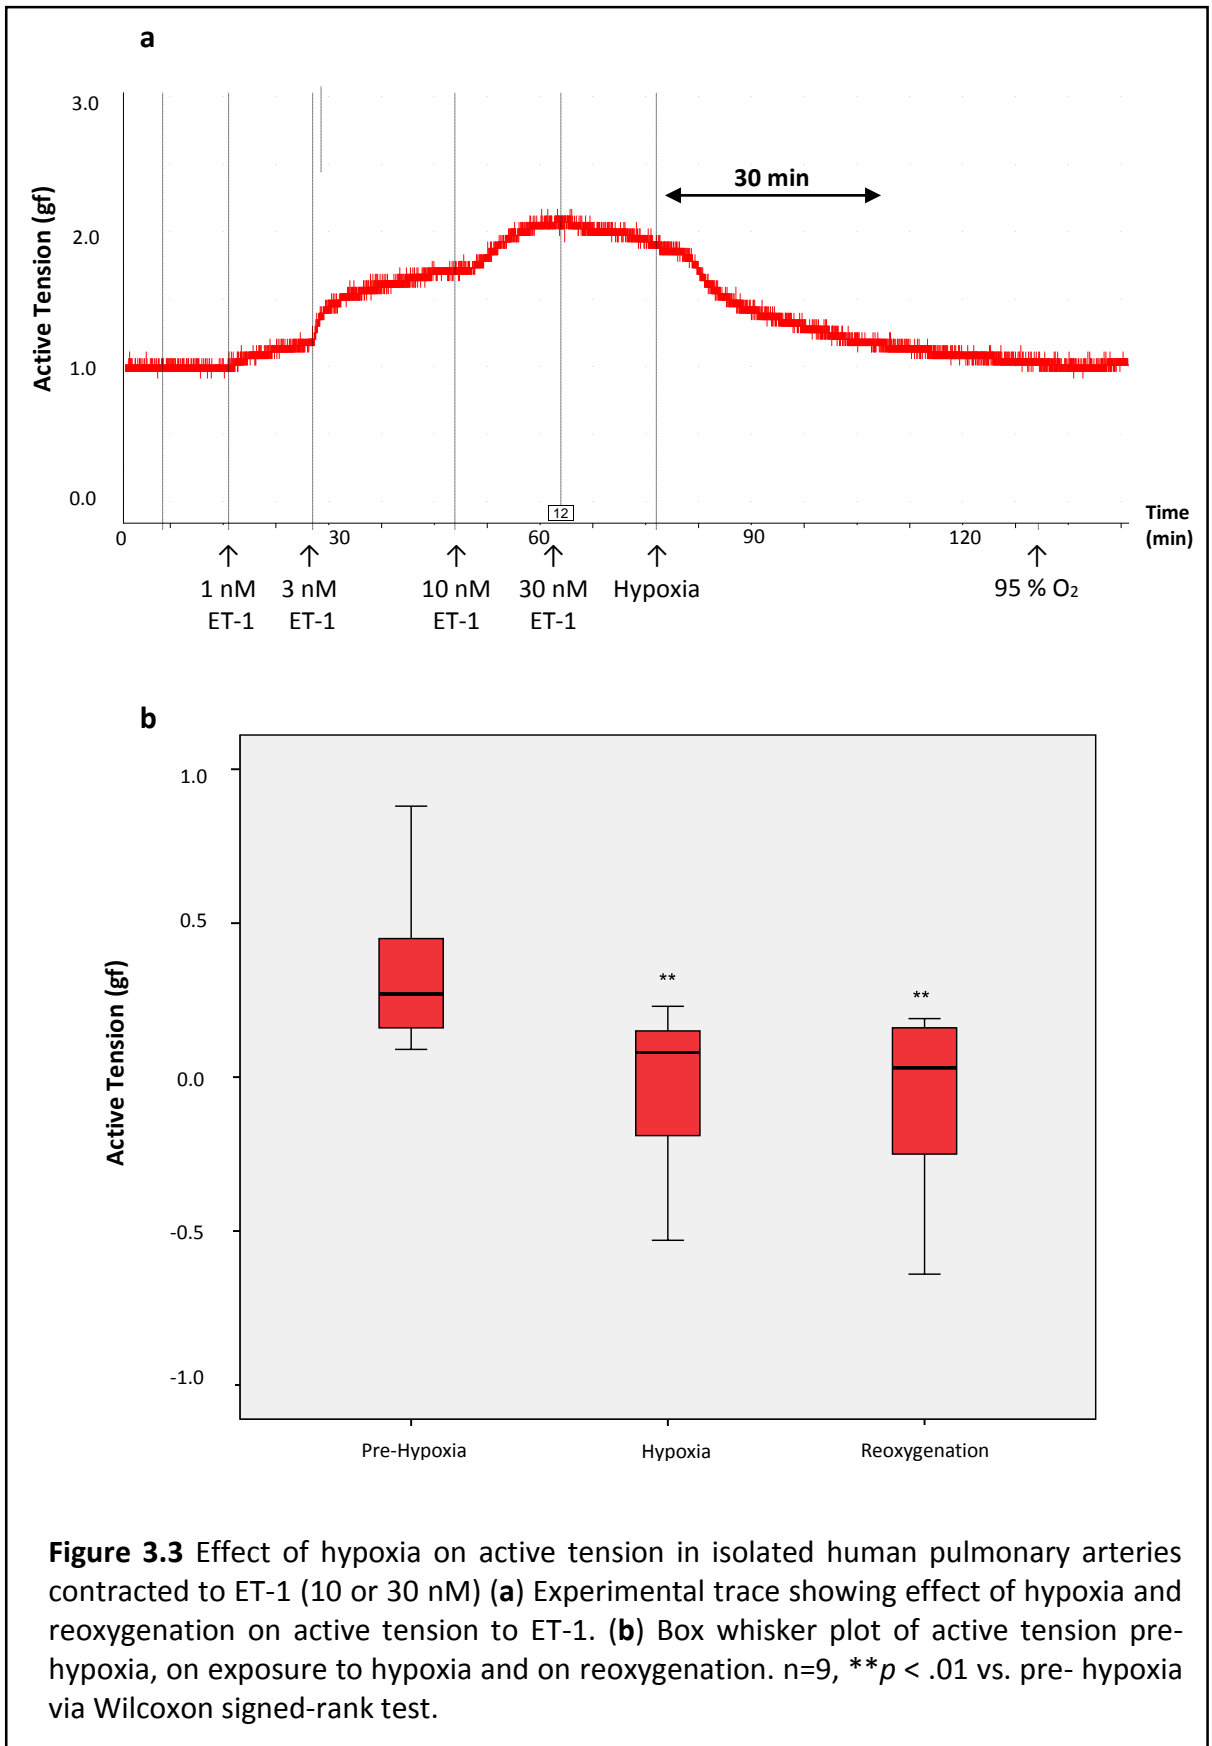 a
3.0
30 min
2.0
Active Tension (gf)
1.0
0.0
12
Time
(min)
0 30 60 90 120
1 nM 3 nM 10 nM 30 nM Hypoxia 95 % O₂
ET-1 ET-1 ET-1 ET-1
b
1.0
0.5
**
**
Active Tension (gf)
0.0
-0.5
-1.0
Pre-Hypoxia Hypoxia Reoxygenation
Figure 3.3 Effect of hypoxia on active tension in isolated human pulmonary arteries
contracted to ET-1 (10 or 30 nM) (a) Experimental trace showing effect of hypoxia and
reoxygenation on active tension to ET-1. (b) Box whisker plot of active tension pre-
hypoxia, on exposure to hypoxia and on reoxygenation. n=9, **p < .01 vs. pre- hypoxia
via Wilcoxon signed-rank test.